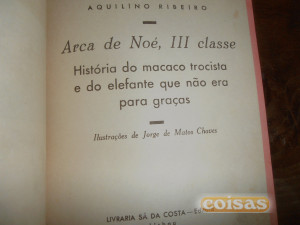 AQUILINO RIBEIRO
Arca de Noé, III classe
História do macaco trocista
e do elefante que não era
para graças
Ilustrações de Jorge de Matos Chaves
LIVRARIA SÁ DA COSTA
coisas